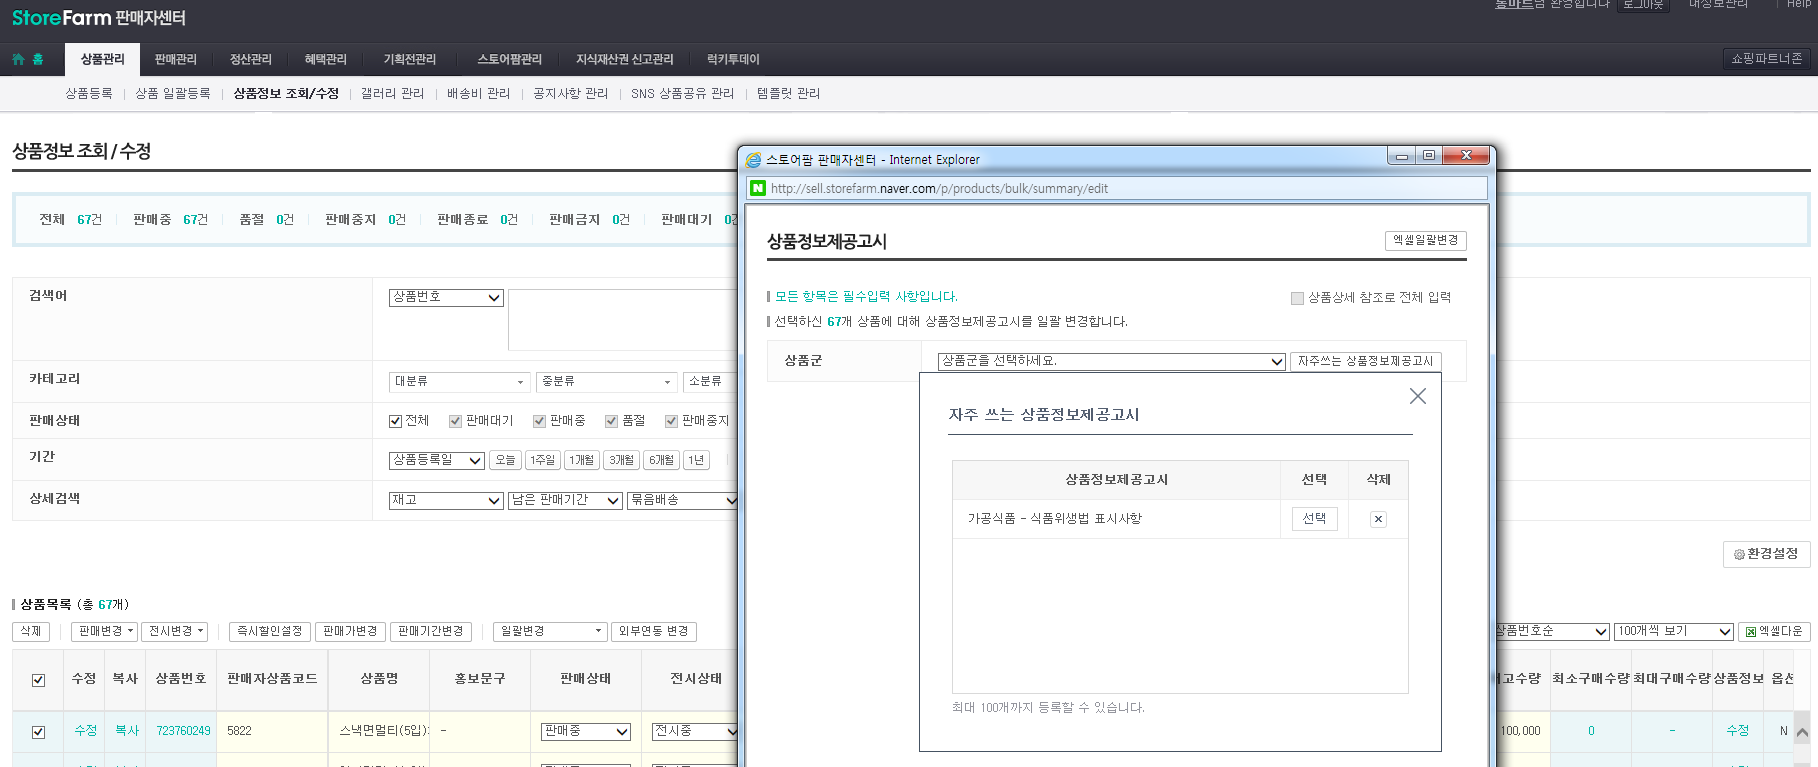 StoreFarm 판매자센터
님 환영합니다 로그아웃 내정보관리 Help
홈 상품관리 판매관리 정산관리 혜택관리 기획전관리 스토어팜관리 지식재산권 신고관리 럭키투데이 쇼핑파트너존
상품등록 상품 일괄등록 상품정보 조회/수정 갤러리 관리 배송비 관리 공지사항 관리 SNS 상품공유 관리 템플릿 관리
상품정보 조회 / 수정
전체 67건 판매중 67건 품절 0건 판매중지 0건 판매종료 0건 판매금지 0건 판매대기 0건
검색어 상품번호
카테고리 대분류 중분류 소분류
판매상태 전체 판매대기 판매중 품절 판매중지
기간 상품등록일 오늘 1주일 1개월 3개월 6개월 1년
상세검색 재고 남은 판매기간 묶음배송
환경설정
상품목록 (총 67개)
삭제 판매변경 전시변경 즉시할인설정 판매가변경 판매기간변경 일괄변경 외부연동 변경 상품번호순 100개씩 보기 엑셀다운
수정 복사 상품번호 판매자상품코드 상품명 홍보문구 판매상태 전시상태 재고수량 최소구매수량 최대구매수량 상품정보 옵션
수정 복사 723760249 5822 스낵면멀티(5입) - 판매중 전시중 100,000 0 - 수정 N
스토어팜 판매자센터 - Internet Explorer
http://sell.storefarm.naver.com/p/products/bulk/summary/edit
상품정보제공고시 엑셀일괄변경
모든 항목은 필수입력 사항입니다. 상품상세 참조로 전체 입력
선택하신 67개 상품에 대해 상품정보제공고시를 일괄 변경합니다.
상품군 상품군을 선택하세요. 자주쓰는 상품정보제공고시
자주 쓰는 상품정보제공고시
상품정보제공고시 선택 삭제
가공식품 - 식품위생법 표시사항 선택
최대 100개까지 등록할 수 있습니다.